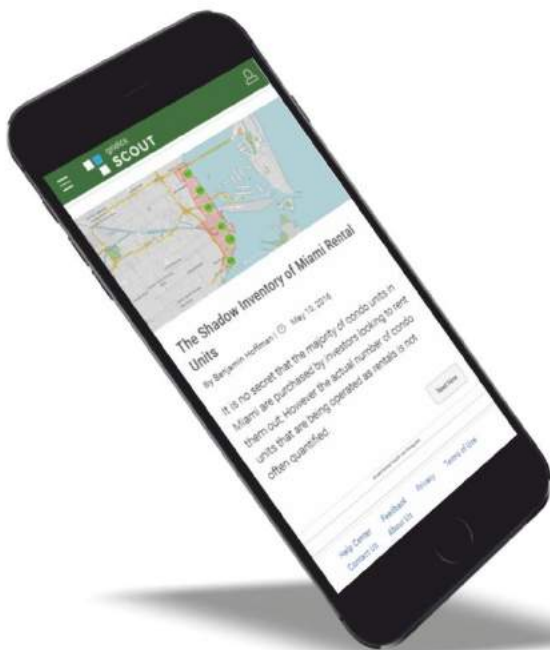 gridics
SCOUT
The Shadow Inventory of Miami Rental
Units
By Benjamin Hoffman | May 10, 2016
It is no secret that the majority of condo units in
Miami are purchased by investors looking to rent
them out. However the actual number of condo
units that are being operated as rentals is not
often quantified.
Read More
Help Center Feedback Privacy Terms of Use
Contact Us About Us